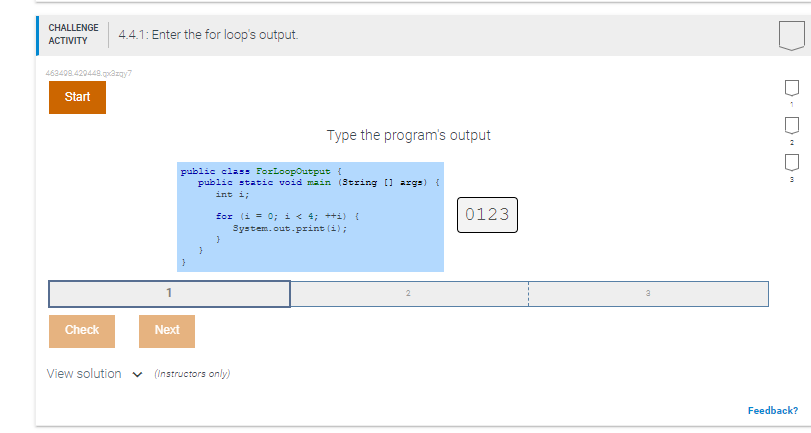 CHALLENGE
ACTIVITY
4.4.1: Enter the for loop's output.
463498.429448.qx3zqy7
Start
1
2
3
Type the program's output
public class ForLoopOutput {
public static void main (String [] args) {
int i;
for (i = 0; i < 4; ++i) {
System.out.print(i);
}
}
}
0123
1
2
3
Check
Next
View solution
(Instructors only)
Feedback?